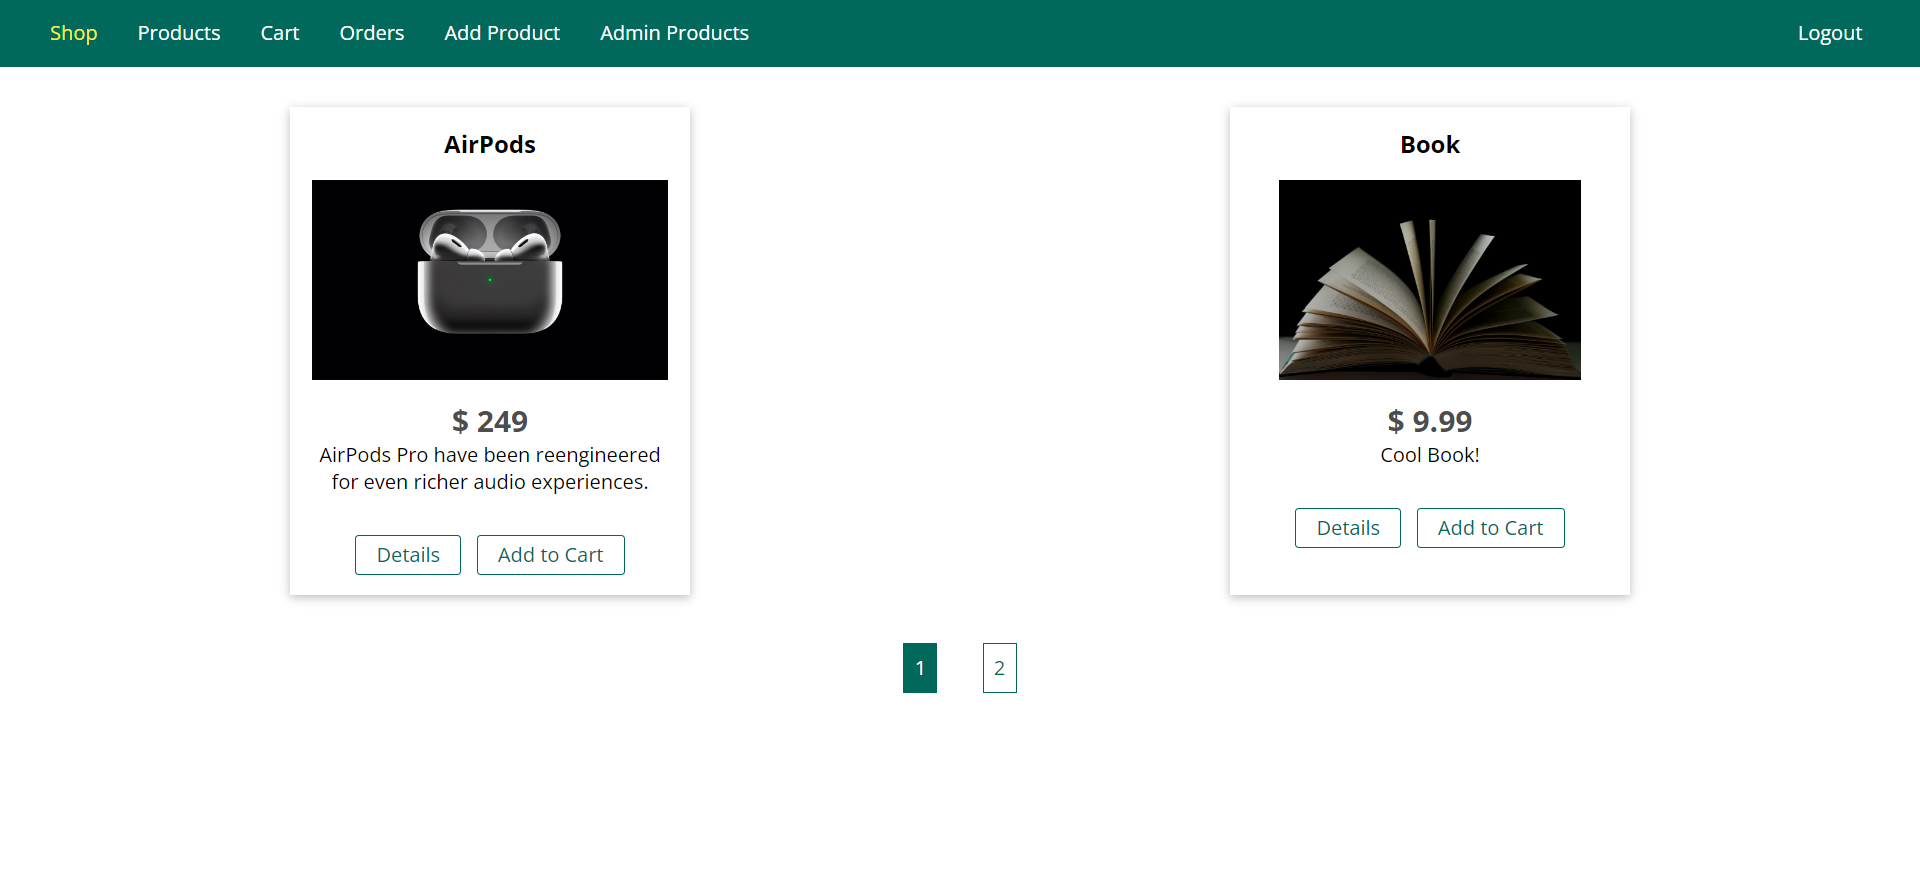 Shop Products Cart Orders Add Product Admin Products Logout
AirPods
$ 249
AirPods Pro have been reengineered
for even richer audio experiences.
Details Add to Cart
Book
$ 9.99
Cool Book!
Details Add to Cart
1 2